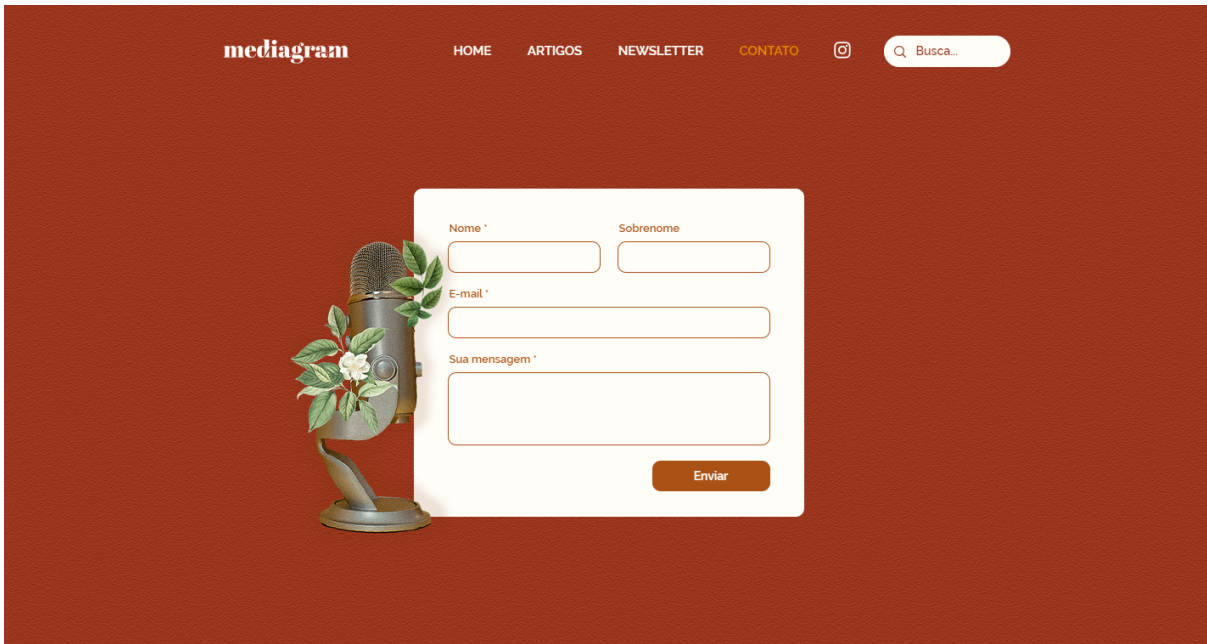 mediagram HOME ARTIGOS NEWSLETTER CONTATO Busca...
Nome * Sobrenome
E-mail *
Sua mensagem *
Enviar